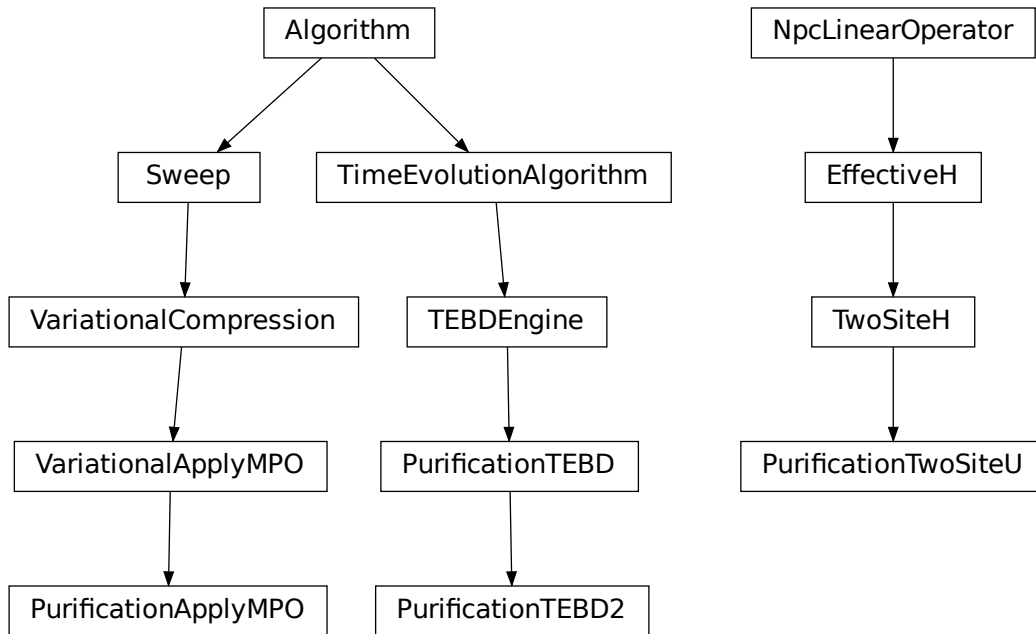 Algorithm
NpcLinearOperator
Sweep
TimeEvolutionAlgorithm
EffectiveH
VariationalCompression
TEBDEngine
TwoSiteH
VariationalApplyMPO
PurificationTEBD
PurificationTwoSiteU
PurificationApplyMPO
PurificationTEBD2